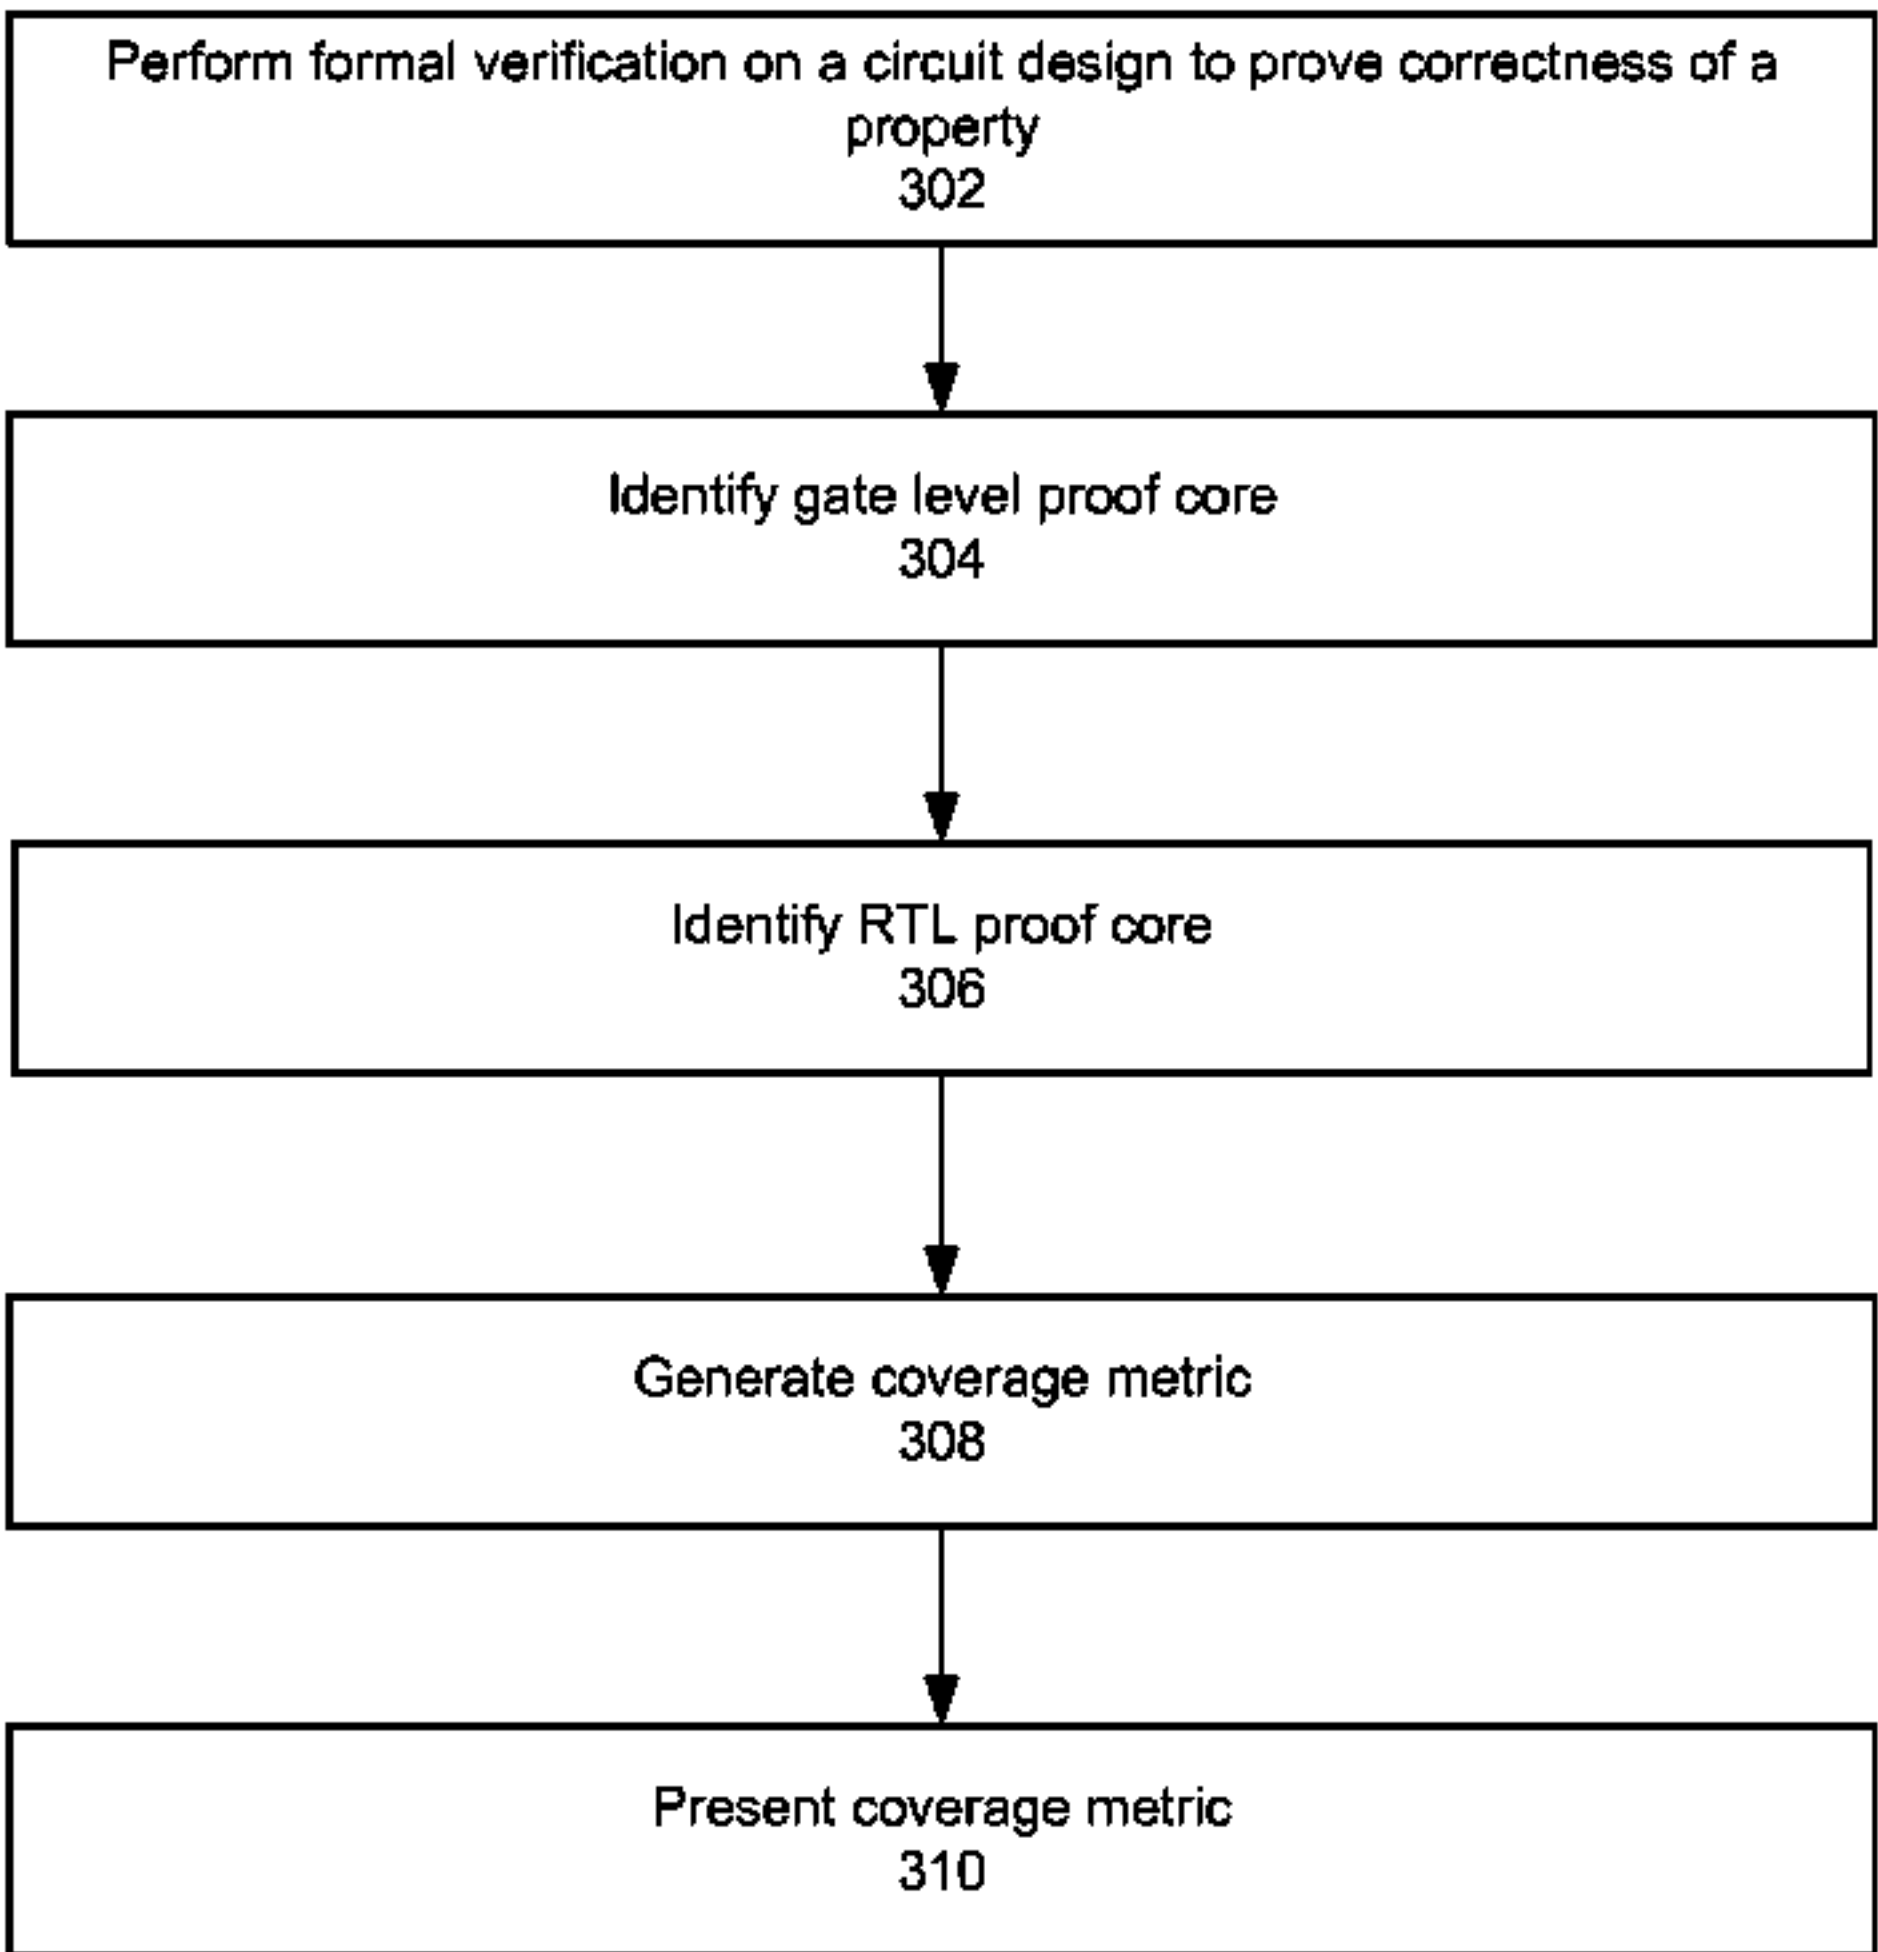 Perform formal verification on a circuit design to prove correctness of a
property
302
Identify gate level proof core
304
Identify RTL proof core
306
Generate coverage metric
308
Present coverage metric
310